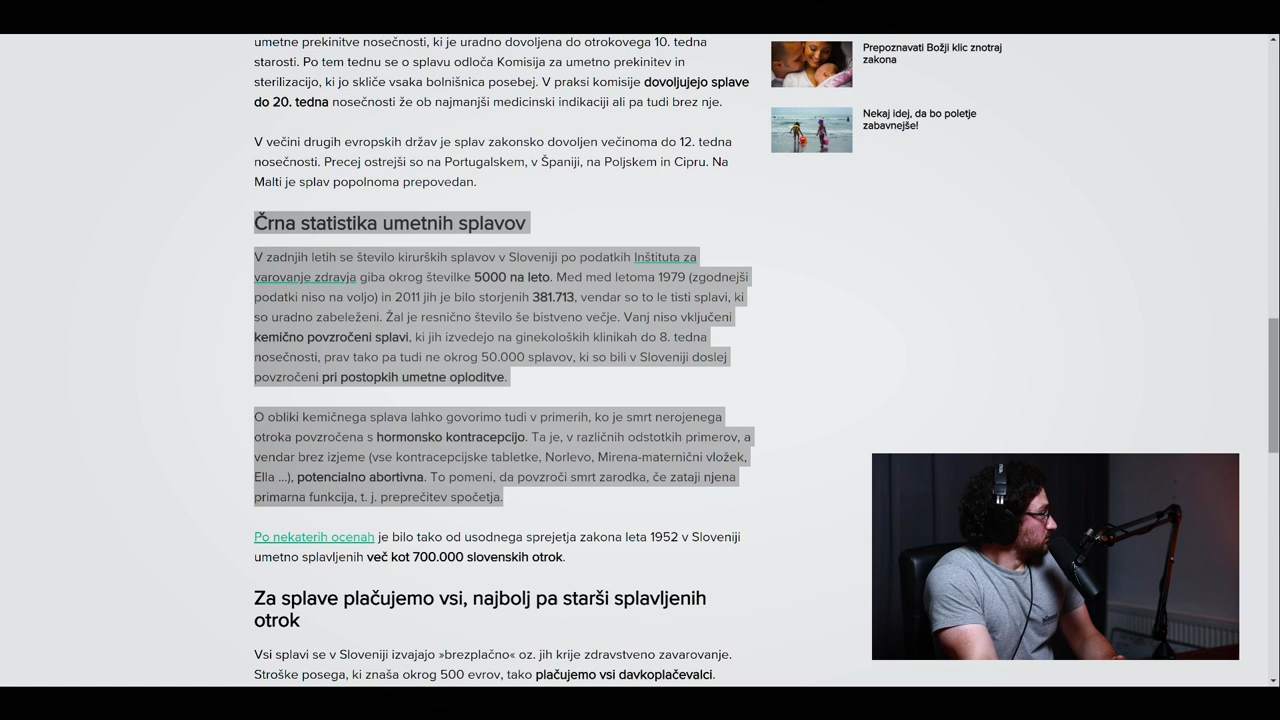 umetne prekinitve nosečnosti, ki je uradno dovoljena do otrokovega 10. tedna
starosti. Po tem tednu se o splavu odloča Komisija za umetno prekinitev in
sterilizacijo, ki jo skliče vsaka bolnišnica posebej. V praksi komisije dovoljujejo splave
do 20. tedna nosečnosti že ob najmanjši medicinski indikaciji ali pa tudi brez nje.
V večini drugih evropskih držav je splav zakonsko dovoljen večinoma do 12. tedna
nosečnosti. Precej ostrejši so na Portugalskem, v Španiji, na Poljskem in Cipru. Na
Malti je splav popolnoma prepovedan.
Črna statistika umetnih splavov
V zadnjih letih se število kirurških splavov v Sloveniji po podatkih Inštituta za
varovanje zdravja giba okrog številke 5000 na leto. Med med letoma 1979 (zgodnejši
podatki niso na voljo) in 2011 jih je bilo storjenih 381.713, vendar so to le tisti splavi, ki
so uradno zabeleženi. Žal je resnično število še bistveno večje. Vanj niso vključeni
kemično povzročeni splavi, ki jih izvedejo na ginekoloških klinikah do 8. tedna
nosečnosti, prav tako pa tudi ne okrog 50.000 splavov, ki so bili v Sloveniji doslej
povzročeni pri postopkih umetne oploditve.
O obliki kemičnega splava lahko govorimo tudi v primerih, ko je smrt nerojenega
otroka povzročena s hormonsko kontracepcijo. Ta je, v različnih odstotkih primerov, a
vendar brez izjeme (vse kontracepcijske tabletke, Norlevo, Mirena-maternični vložek,
Ella ...), potencialno abortivna. To pomeni, da povzroči smrt zarodka, če zataji njena
primarna funkcija, t. j. preprečitev spočetja.
Po nekaterih ocenah je bilo tako od usodnega sprejetja zakona leta 1952 v Sloveniji
umetno splavljenih več kot 700.000 slovenskih otrok.
Za splave plačujemo vsi, najbolj pa starši splavljenih
otrok
Vsi splavi se v Sloveniji izvajajo »brezplačno« oz. jih krije zdravstveno zavarovanje.
Stroške posega, ki znaša okrog 500 evrov, tako plačujemo vsi davkoplačevalci.
Prepoznavati Božji klic znotraj
zakona
Nekaj idej, da bo poletje
zabavnejše!